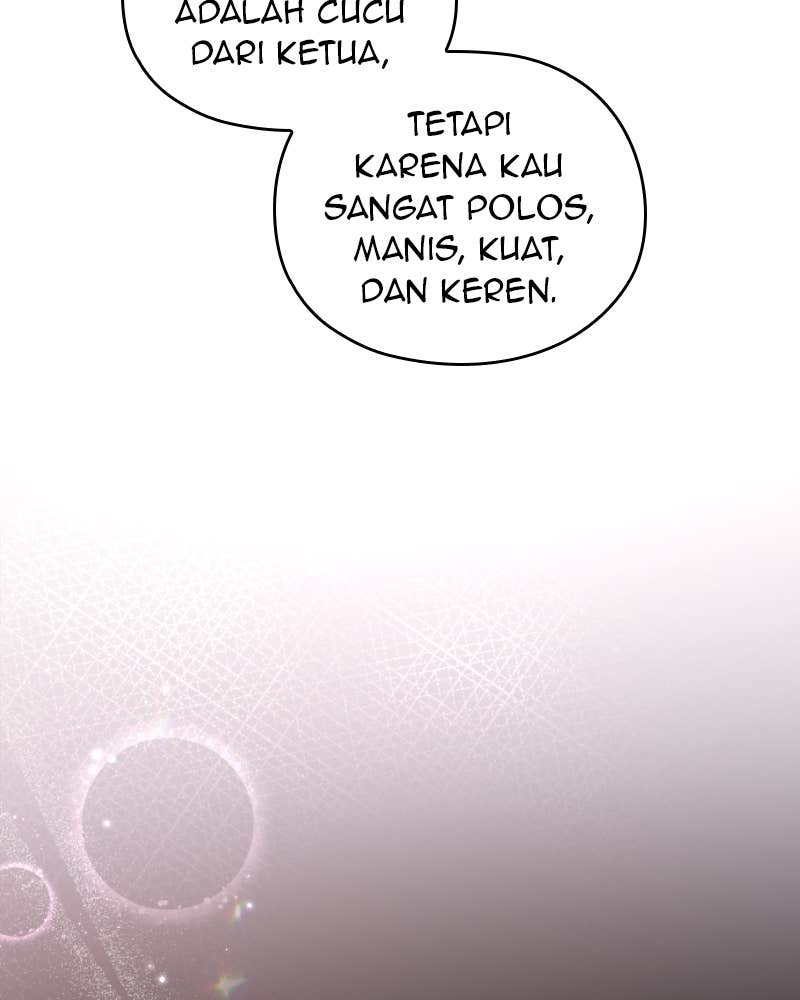 ADALAH CUCU
DARI KETUA,
TETAPI
KARENA KAU
SANGAT POLOS,
MANIS, KUAT,
DAN KEREN.